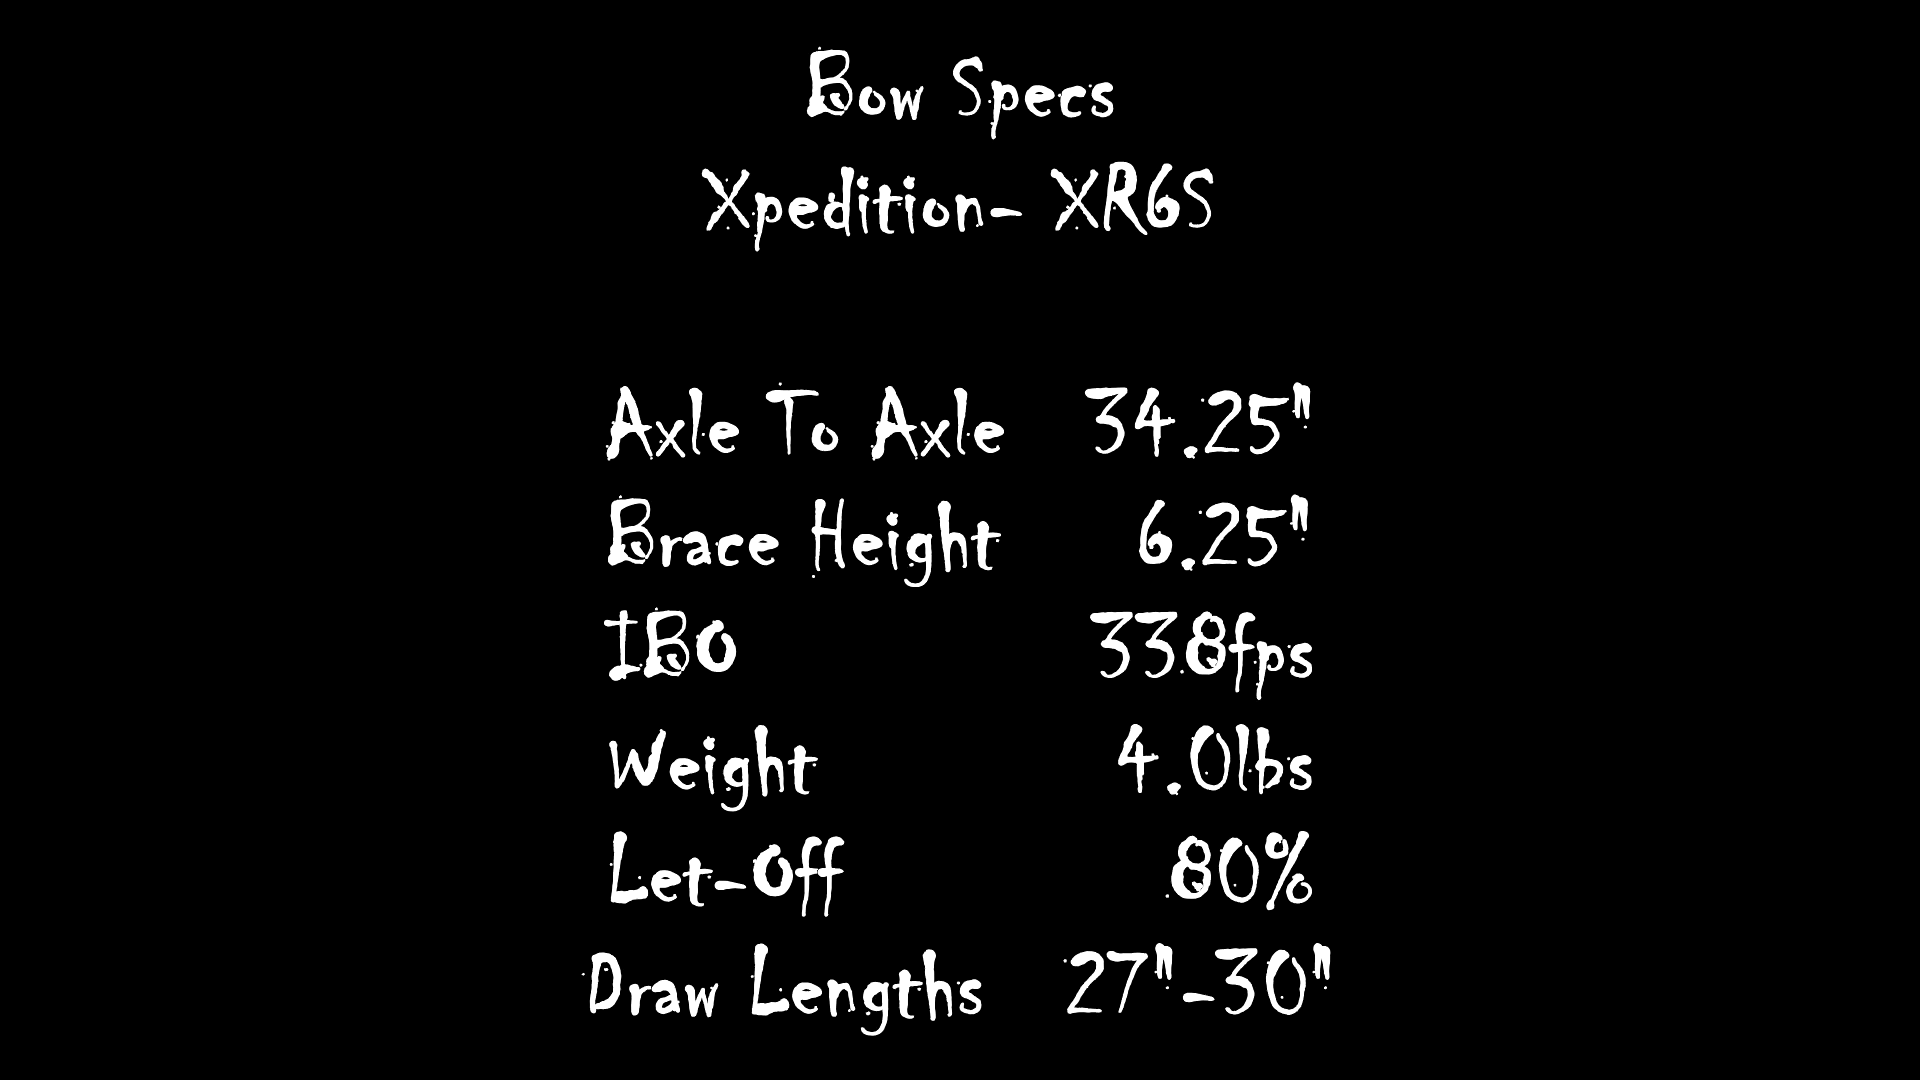 Bow Specs
Xpedition- XR6S
Axle To Axle 34.25"
Brace Height 6.25"
IBO 338fps
Weight 4.0lbs
Let-Off 80%
Draw Lengths 27"-30"